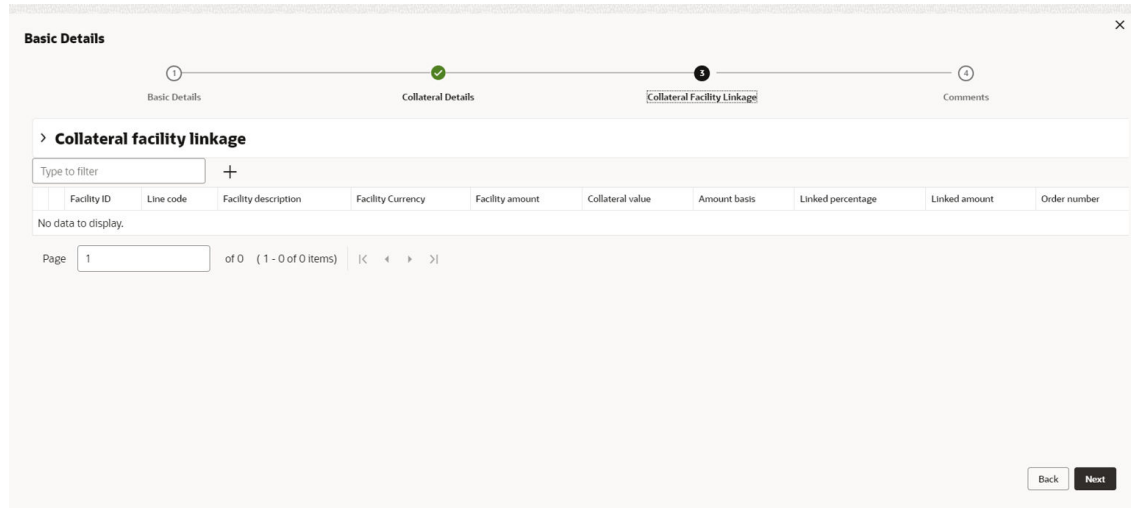 Basic Details
1
3
4
Basic Details
Collateral Details
Collateral Facility Linkage
Comments
Collateral facility linkage
Type to filter
Facility ID Line code Facility description Facility Currency Facility amount Collateral value Amount basis Linked percentage Linked amount Order number
No data to display.
Page 1 of 0 ( 1 - 0 of 0 items)
Back Next